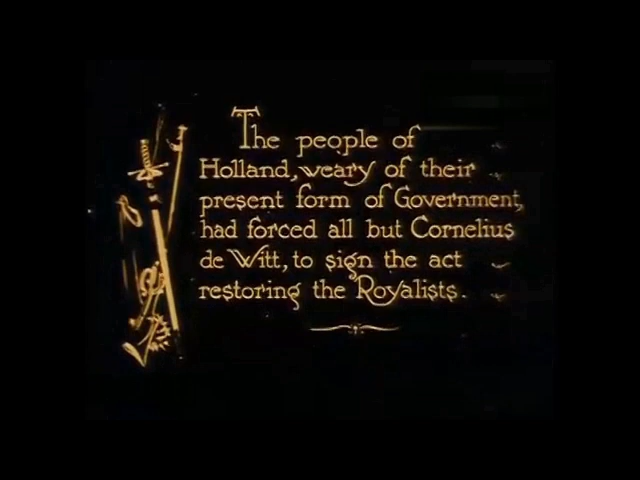 The people of
Holland, weary of their
present form of Government,
had forced all but Cornelius
de Witt, to sign the act
restoring the Royalists.